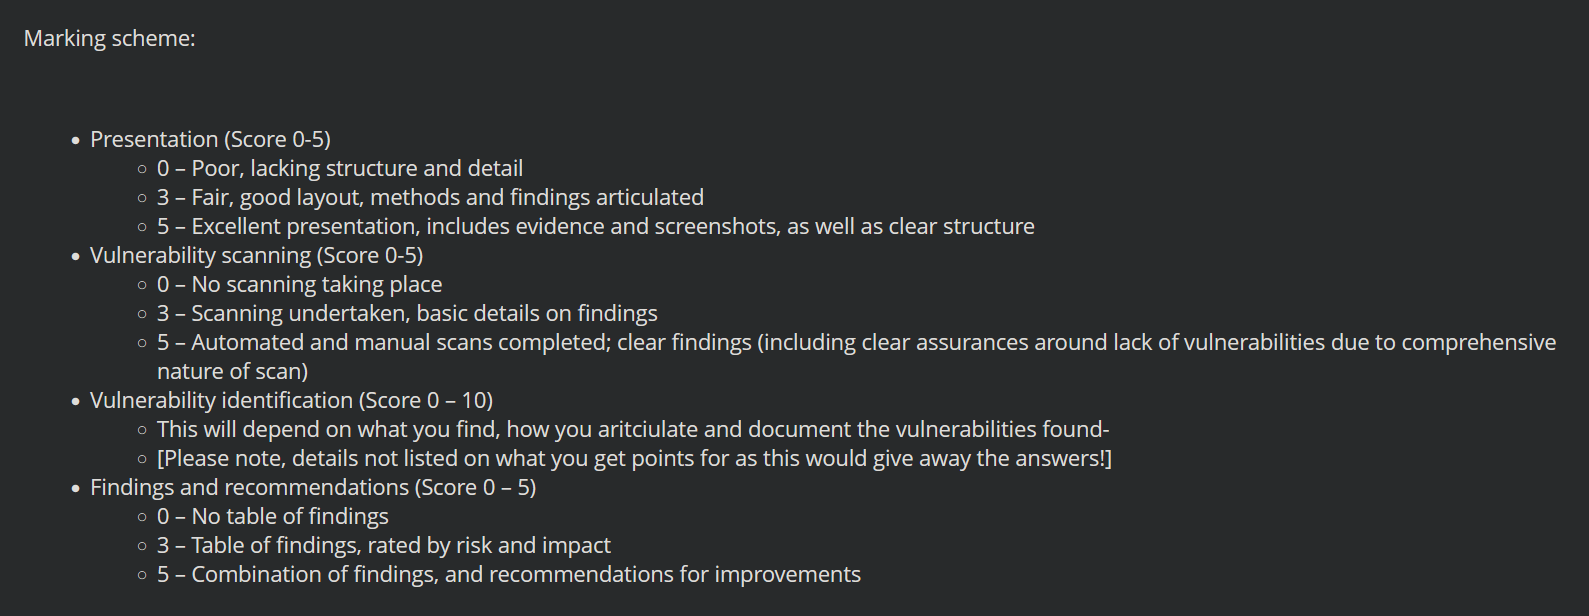 Marking scheme:
• Presentation (Score 0-5)
○ 0 – Poor, lacking structure and detail
○ 3 – Fair, good layout, methods and findings articulated
○ 5 – Excellent presentation, includes evidence and screenshots, as well as clear structure
• Vulnerability scanning (Score 0-5)
○ 0 – No scanning taking place
○ 3 – Scanning undertaken, basic details on findings
○ 5 – Automated and manual scans completed; clear findings (including clear assurances around lack of vulnerabilities due to comprehensive
nature of scan)
• Vulnerability identification (Score 0 – 10)
○ This will depend on what you find, how you aritciulate and document the vulnerabilities found-
○ [Please note, details not listed on what you get points for as this would give away the answers!]
• Findings and recommendations (Score 0 – 5)
○ 0 – No table of findings
○ 3 – Table of findings, rated by risk and impact
○ 5 – Combination of findings, and recommendations for improvements